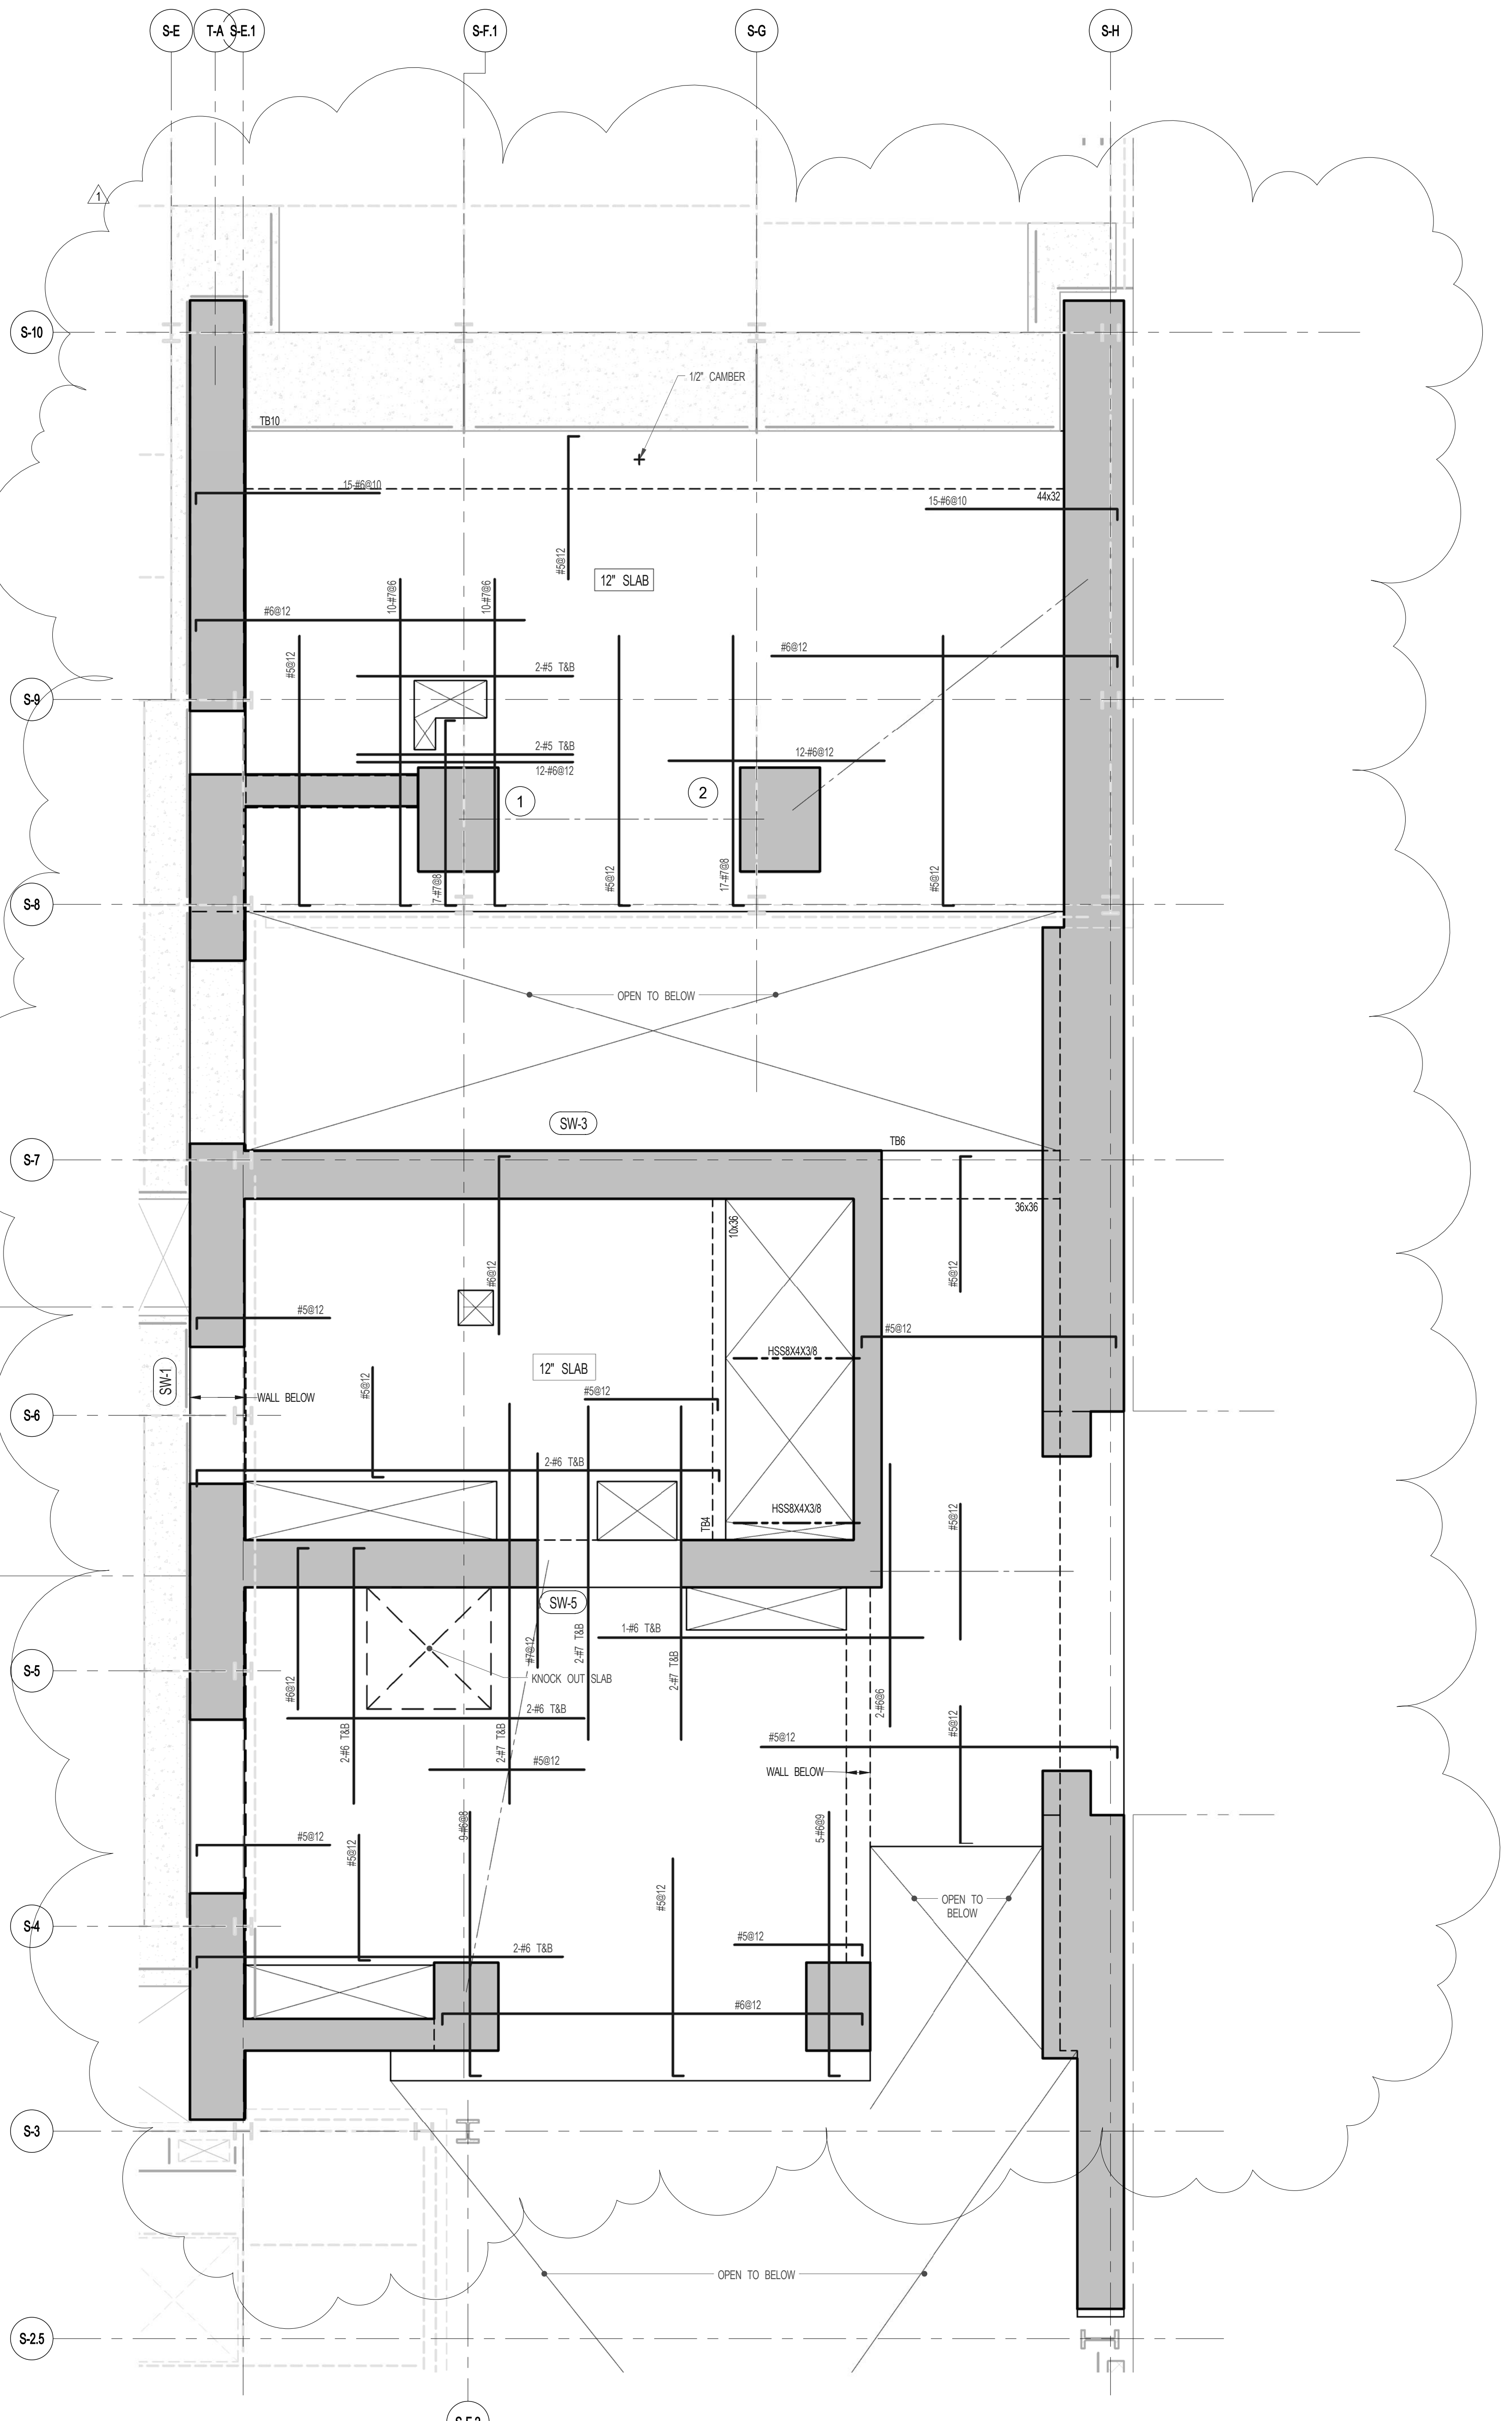 S-E
T-A
S-E.1
S-F.1
S-G
S-H
1
S-10
1/2" CAMBER
TB10
15-#6@10
44x32
15-#6@10
#5@12
12" SLAB
10-#7@6
10-#7@6
#6@12
#6@12
#5@12
2-#5 T&B
S-9
2-#5 T&B
12-#6@12
12-#6@12
1
2
7-#7@8
#5@12
17-#7@8
#5@12
S-8
OPEN TO BELOW
SW-3
TB6
S-7
36x36
10x36
#6@12
#5@12
#5@12
#5@12
HSS8X4X3/8
12" SLAB
SW-1
WALL BELOW
#5@12
#5@12
S-6
2-#6 T&B
HSS8X4X3/8
TB4
#5@12
SW-5
1-#6 T&B
#7@12
2-#7 T&B
2-#7 T&B
S-5
KNOCK OUT SLAB
#6@12
2-#6@6
2-#6 T&B
2-#6 T&B
2-#7 T&B
#5@12
#5@12
#5@12
WALL BELOW
9-#6@8
5-#6@9
#5@12
#5@12
#5@12
OPEN TO
BELOW
S-4
#5@12
2-#6 T&B
#6@12
S-3
OPEN TO BELOW
S-2.5